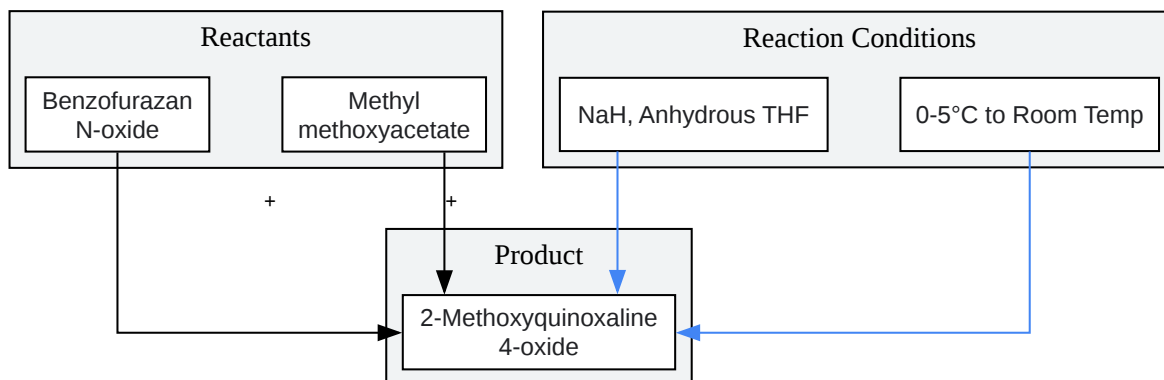 Reactants
Reaction Conditions
Benzofurazan
N-oxide
Methyl
methoxyacetate
NaH, Anhydrous THF
0-5°C to Room Temp
+
+
Product
2-Methoxyquinoxaline
4-oxide